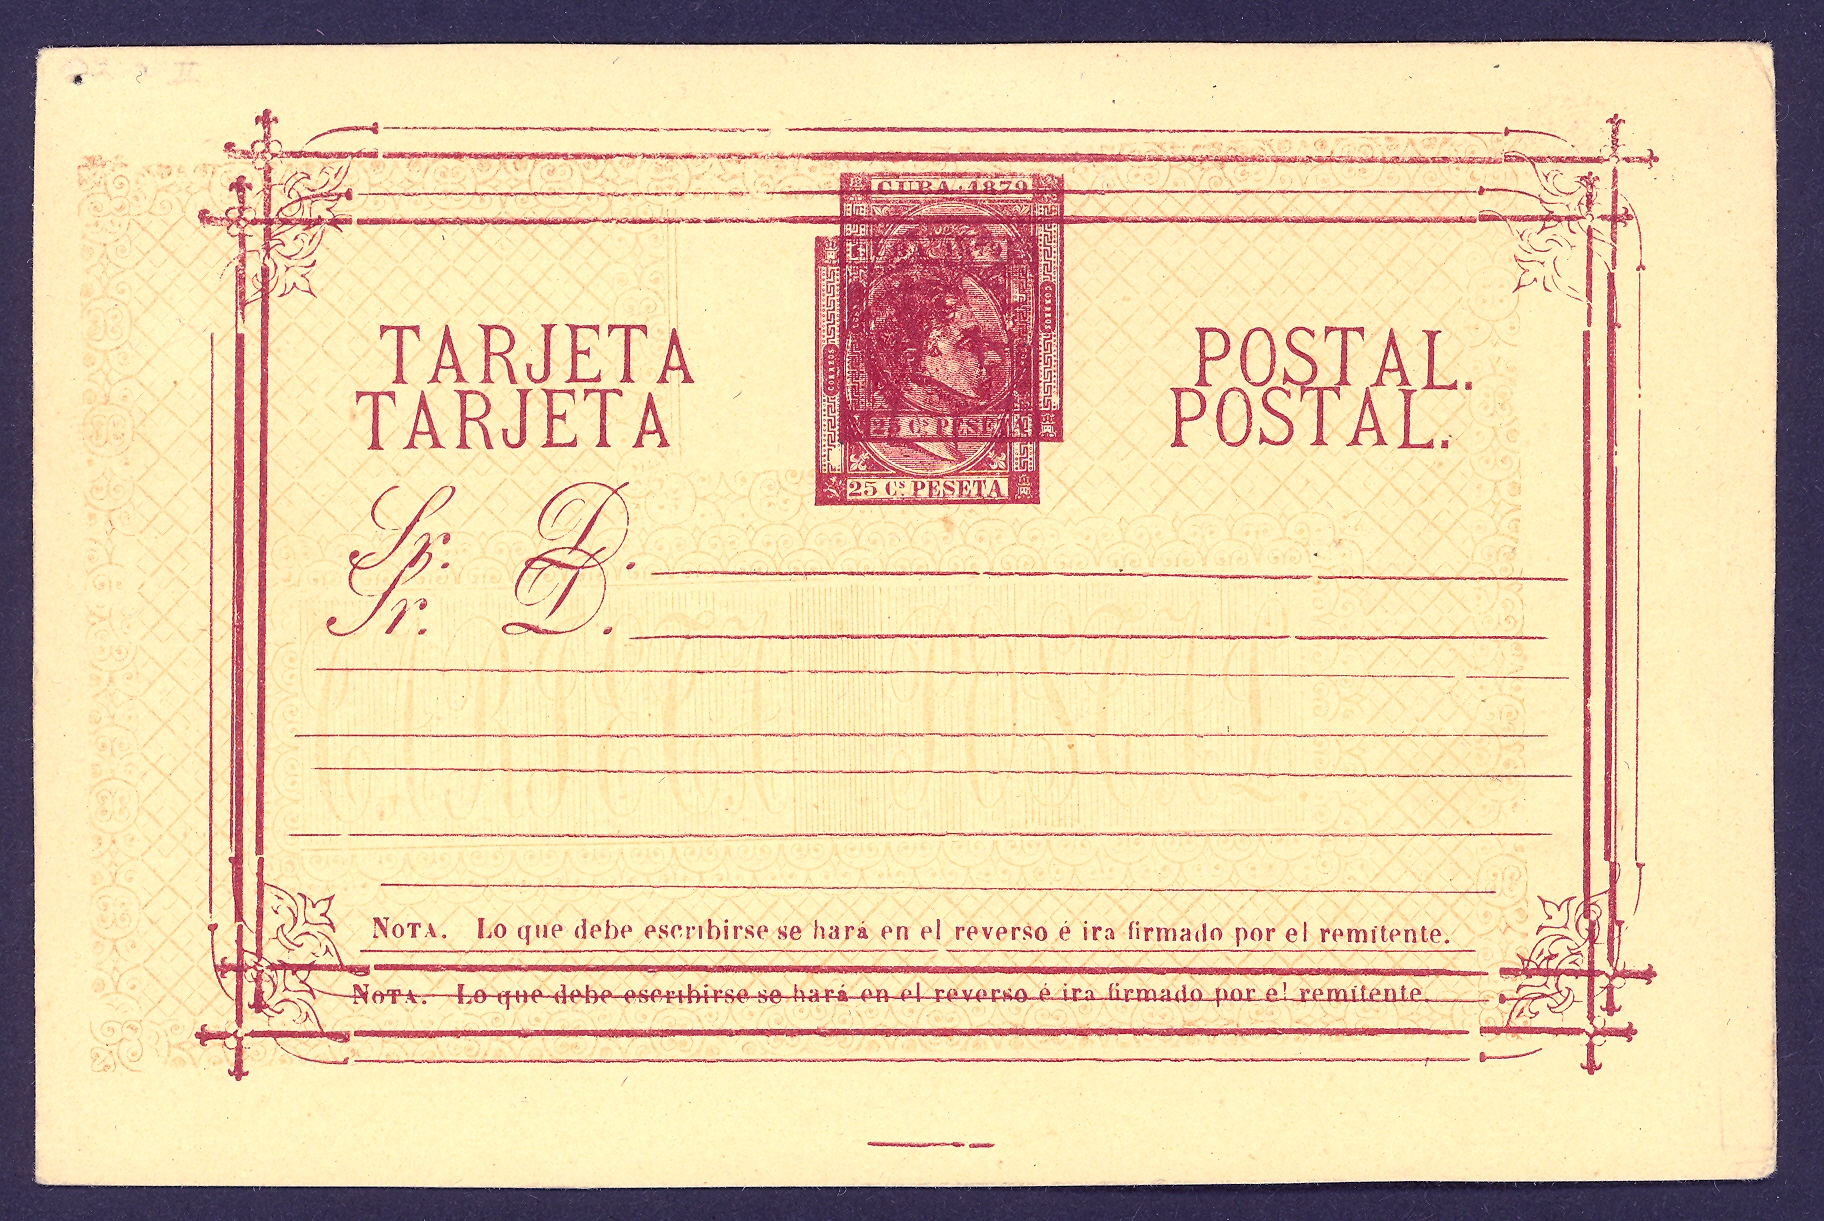 CUBA · 1879
CORREOS
25 Cs PESETA
CORREOS
25 Cs PESETA
TARJETA POSTAL.
TARJETA POSTAL.
Sr. D.
Sr. D.
NOTA. Lo que debe escribirse se hará en el reverso é ira firmado por el remitente.
NOTA. Lo que debe escribirse se hará en el reverso é ira firmado por el remitente.